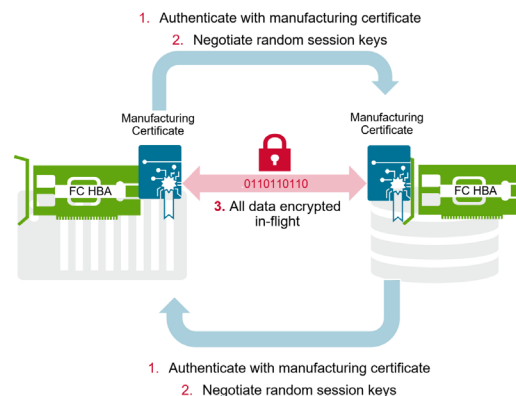 1. Authenticate with manufacturing certificate
2. Negotiate random session keys
Manufacturing
Certificate
Manufacturing
Certificate
FC HBA
0110110110
FC HBA
3. All data encrypted
in-flight
1. Authenticate with manufacturing certificate
2. Negotiate random session keys